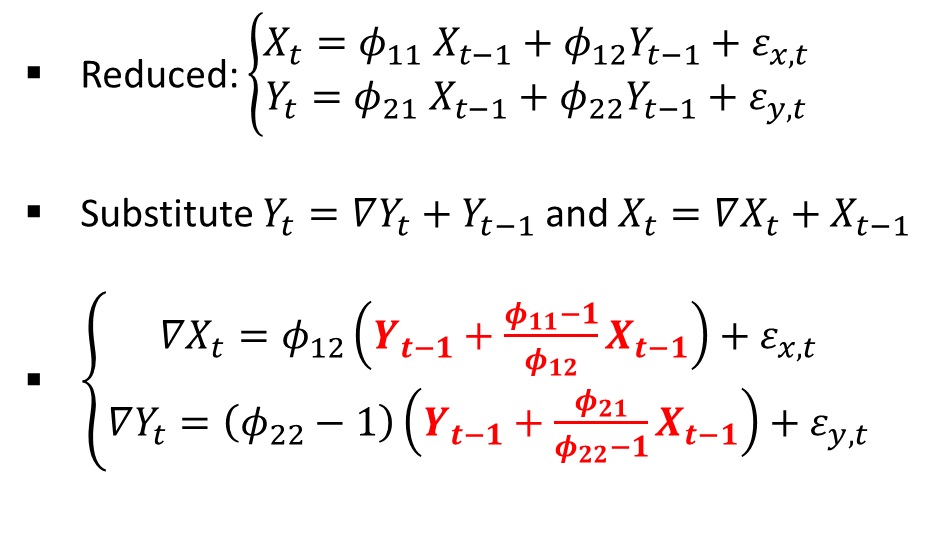 ▪ Reduced: {X_t = ϕ_11 X_{t−1} + ϕ_12 Y_{t−1} + ε_{x,t}
Y_t = ϕ_21 X_{t−1} + ϕ_22 Y_{t−1} + ε_{y,t}
▪ Substitute Y_t = ∇Y_t + Y_{t−1} and X_t = ∇X_t + X_{t−1}
▪ {∇X_t = ϕ_12 (Y_{t−1} + \frac{ϕ_11−1}{ϕ_12} X_{t−1}) + ε_{x,t}
∇Y_t = (ϕ_22 − 1) (Y_{t−1} + \frac{ϕ_21}{ϕ_22−1} X_{t−1}) + ε_{y,t}